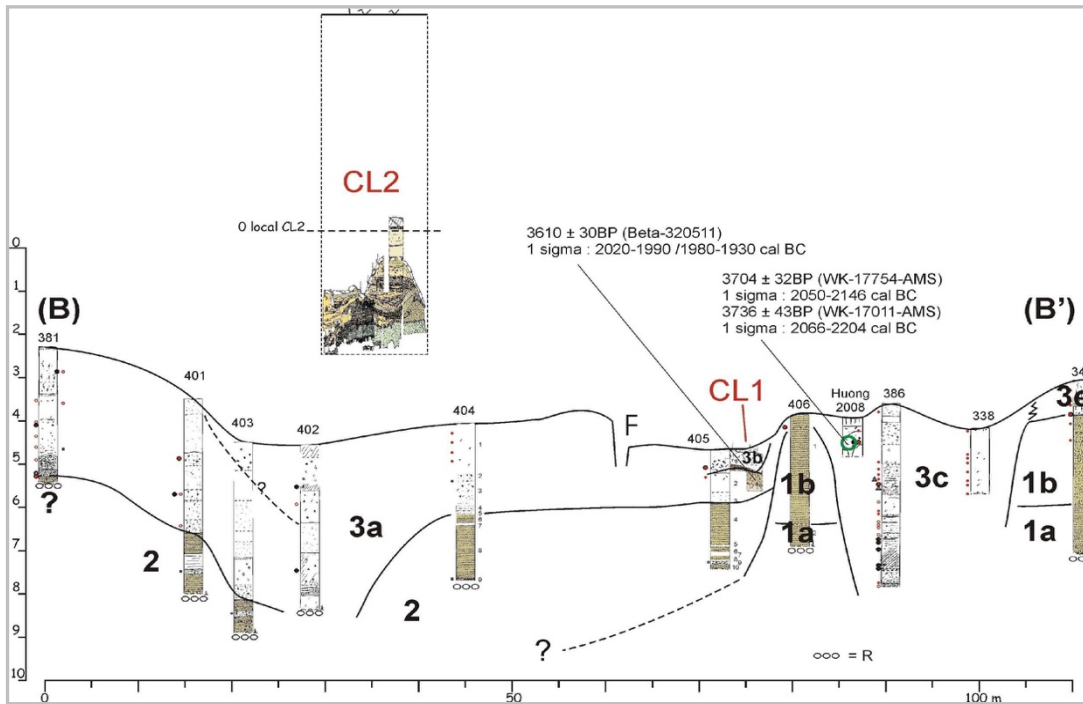 CL2
0 local CL2
3610 ± 30BP (Beta-320511)
1 sigma : 2020-1990 /1980-1930 cal BC
3704 ± 32BP (WK-17754-AMS)
1 sigma : 2050-2146 cal BC
3736 ± 43BP (WK-17011-AMS)
1 sigma : 2066-2204 cal BC
(B)
(B')
0
1
2
3
4
5
6
7
8
9
10
381
401
403
402
404
F
405
CL1
406
Huong
2008
386
338
34
3e
3b
?
3a
1b
3c
1b
1a
1a
?
2
2
?
ooo = R
0
50
100 m